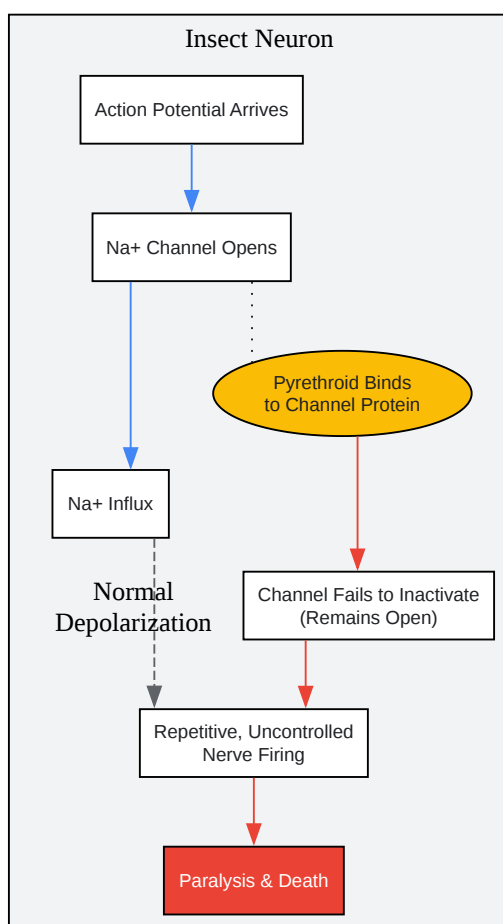 Insect Neuron
Action Potential Arrives
Na+ Channel Opens
Pyrethroid Binds
to Channel Protein
Na+ Influx
Normal
Depolarization
Channel Fails to Inactivate
(Remains Open)
Repetitive, Uncontrolled
Nerve Firing
Paralysis & Death